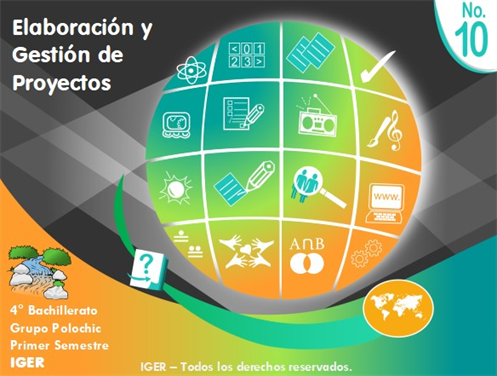 Elaboración y
Gestión de
Proyectos
No.
10
< 0 1
2 3 >
www.
A∩B
?
4° Bachillerato
Grupo Polochic
Primer Semestre
IGER
IGER – Todos los derechos reservados.